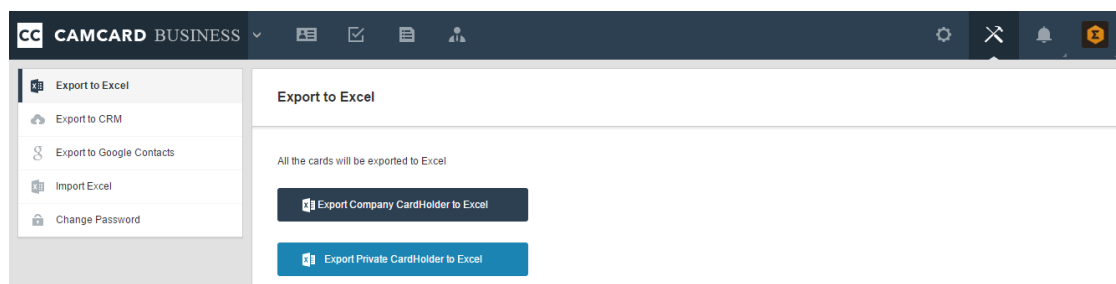 CC CAMCARD BUSINESS
Export to Excel
Export to CRM
Export to Google Contacts
Import Excel
Change Password
Export to Excel
All the cards will be exported to Excel
Export Company CardHolder to Excel
Export Private CardHolder to Excel